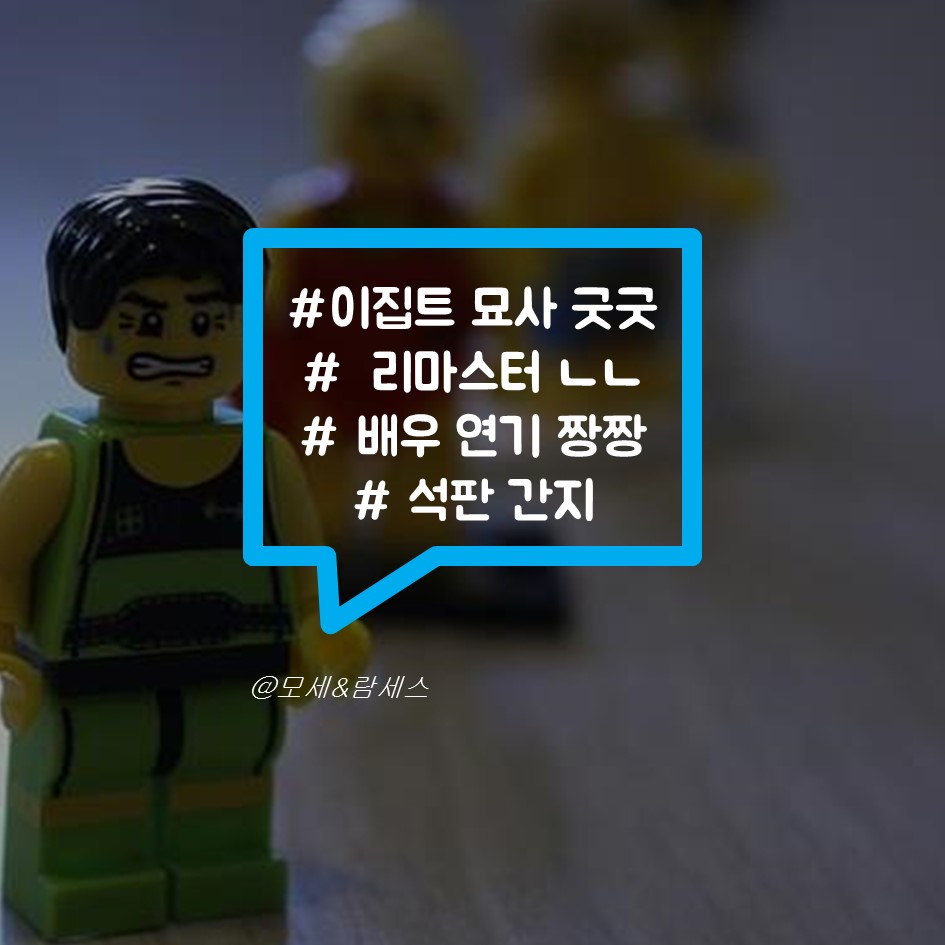 #이집트 묘사 굿굿
# 리마스터 ㄴㄴ
# 배우 연기 짱짱
# 석판 간지
@모세&람세스